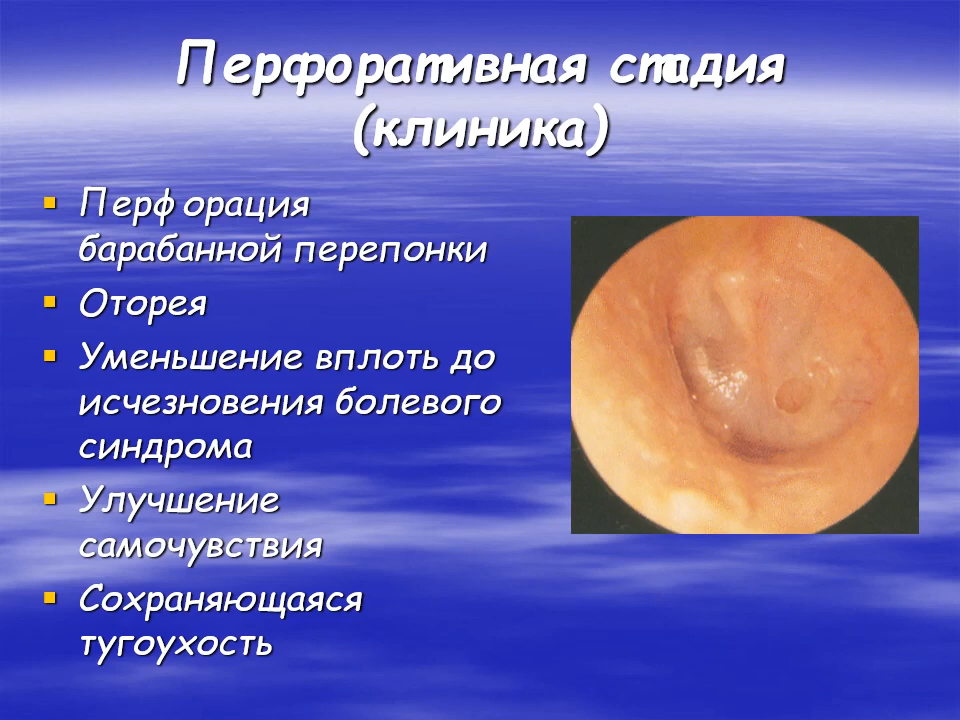 Перфоративная стадия
(клиника)
Перфорация
барабанной перепонки
Оторея
Уменьшение вплоть до
исчезновения болевого
синдрома
Улучшение
самочувствия
Сохраняющаяся
тугоухость